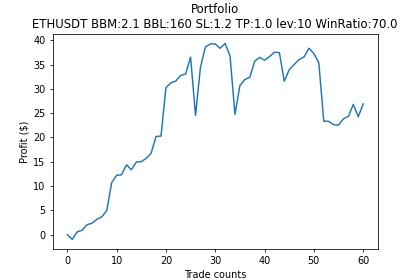 Portfolio
ETHUSDT BBM:2.1 BBL:160 SL:1.2 TP:1.0 lev:10 WinRatio:70.0
40
35
30
25
20
15
10
5
0
Profit ($)
0 10 20 30 40 50 60
Trade counts